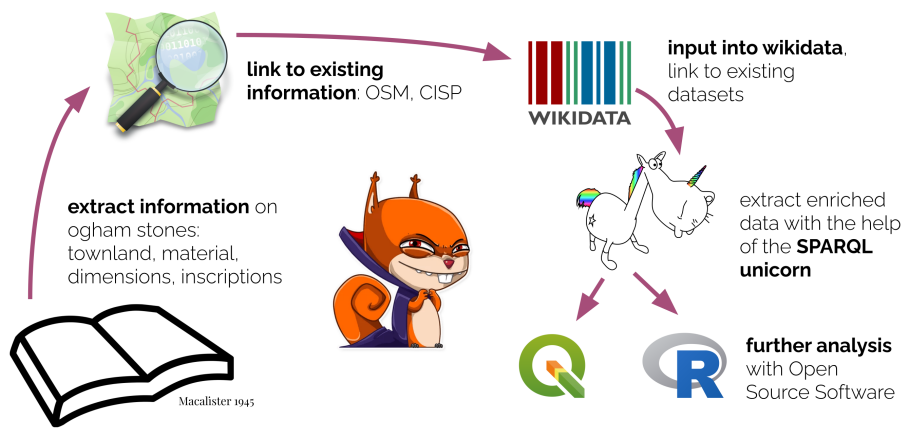 011010
link to existing
information: OSM, CISP
WIKIDATA
input into wikidata,
link to existing
datasets
extract information on
ogham stones:
townland, material,
dimensions, inscriptions
extract enriched
data with the help
of the SPARQL
unicorn
Macalister 1945
R
further analysis
with Open
Source Software